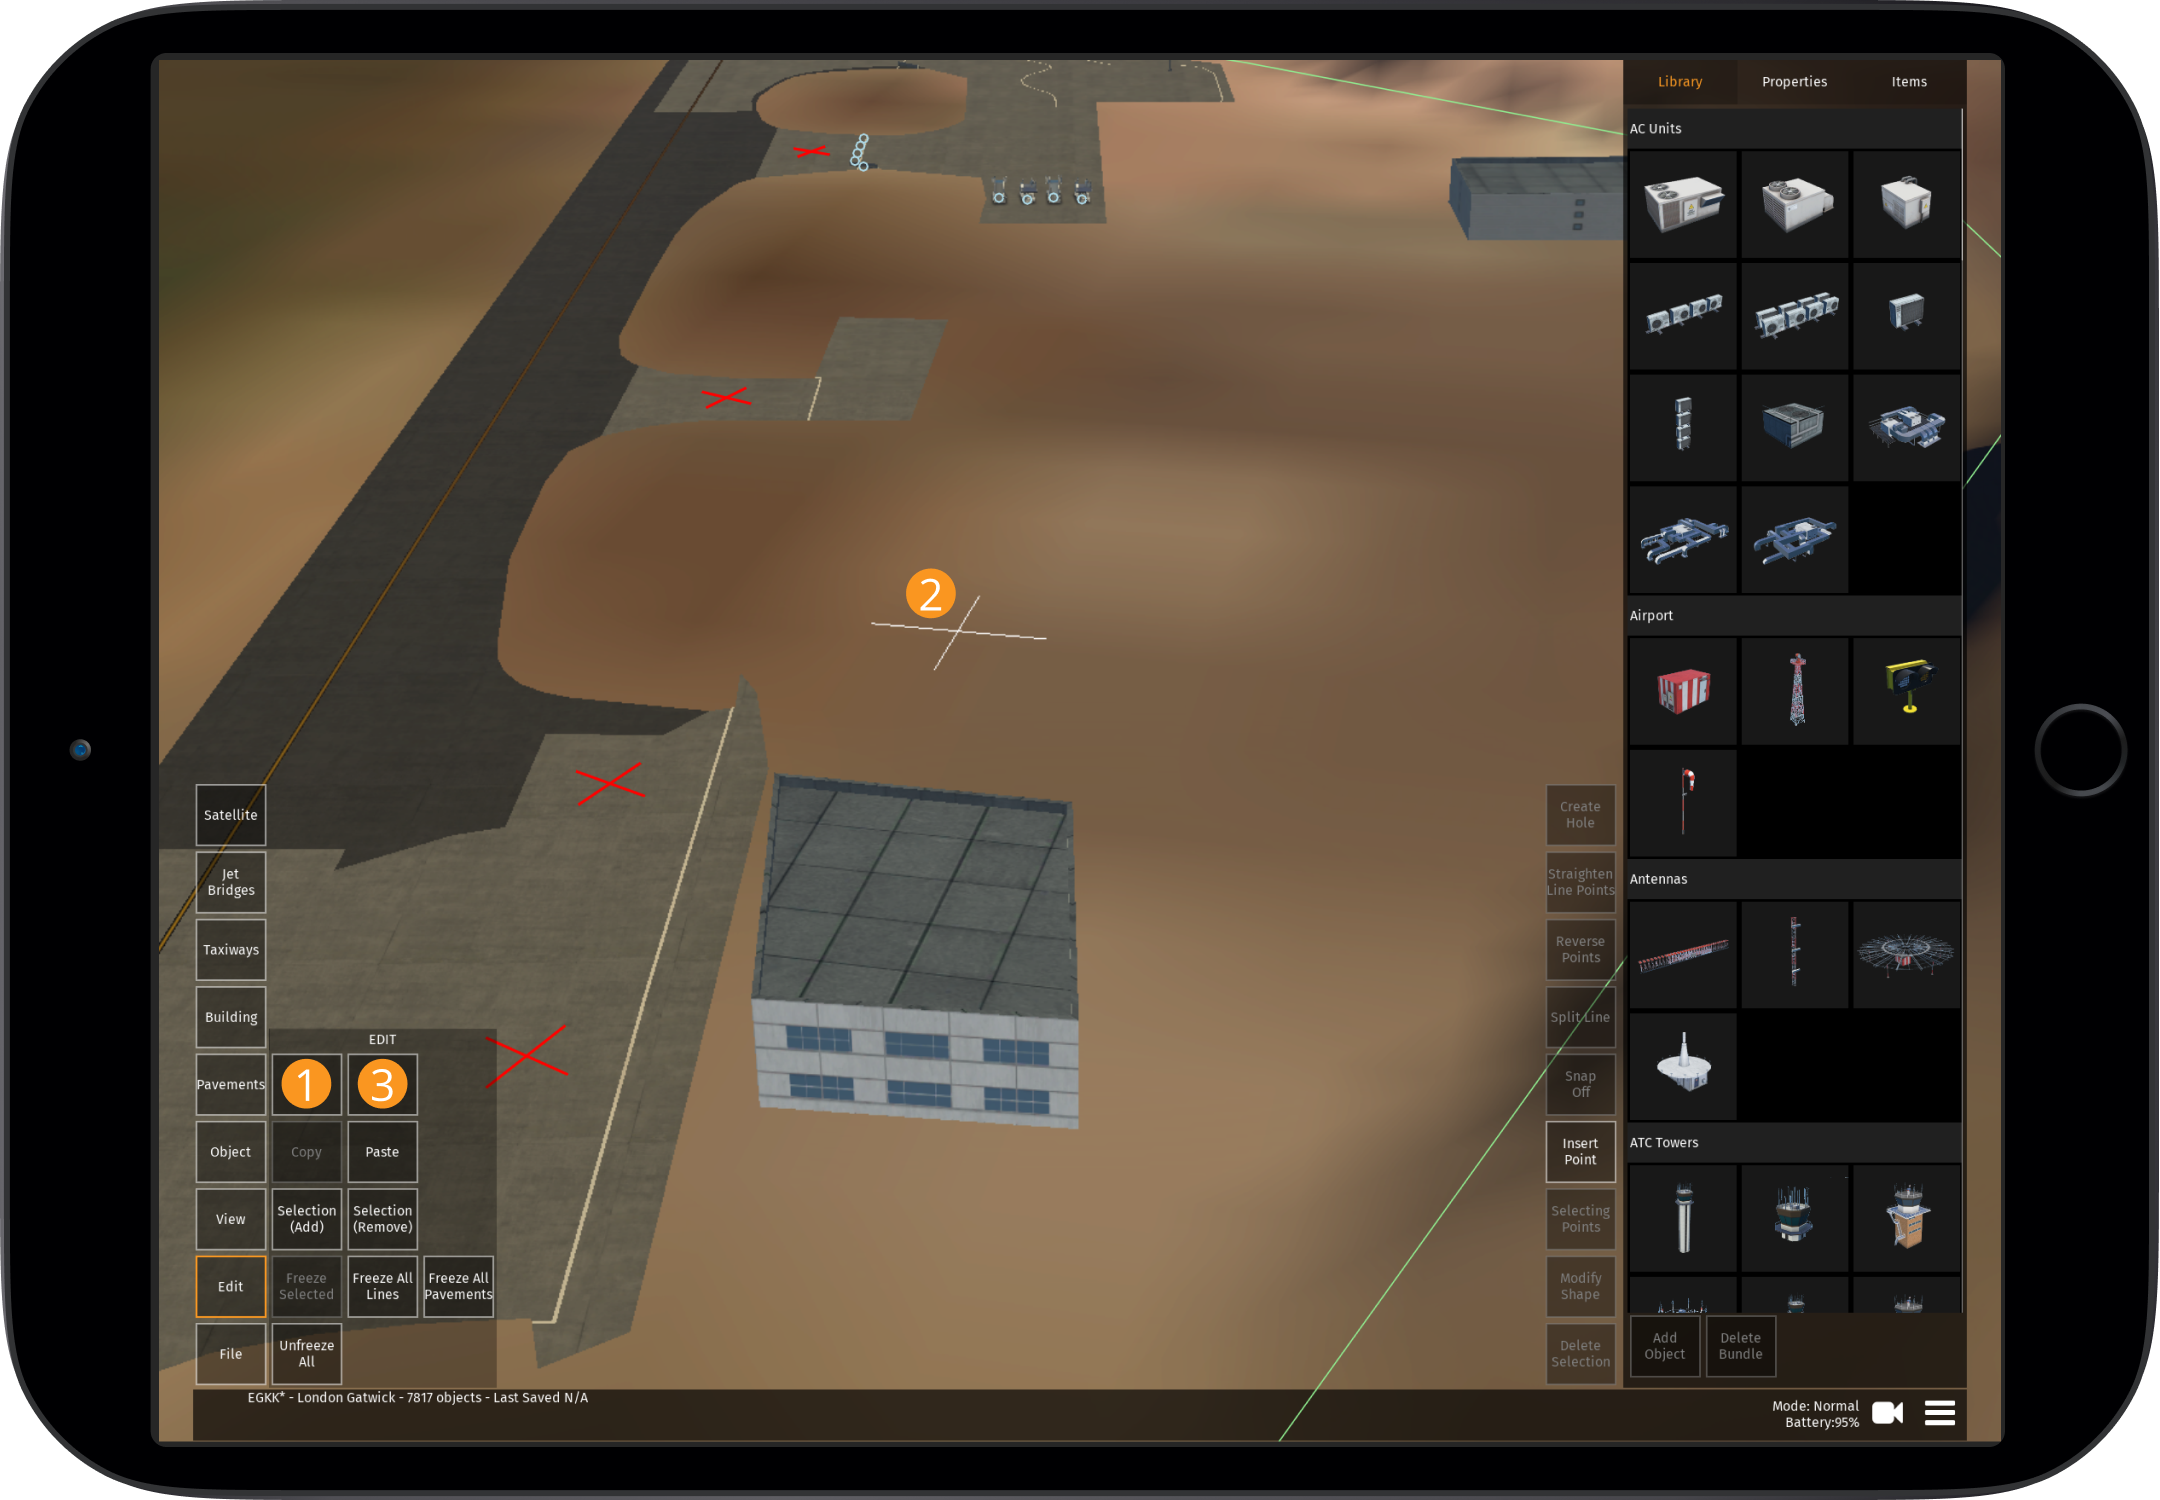 Library Properties Items
AC Units
Airport
Antennas
ATC Towers
Add
Object
Delete
Bundle
2
Satellite
Jet
Bridges
Taxiways
Building
Pavements
Object
View
Edit
File
EDIT
1 3
Copy Paste
Selection
(Add)
Selection
(Remove)
Freeze
Selected
Freeze All
Lines
Freeze All
Pavements
Unfreeze
All
Create
Hole
Straighten
Line Points
Reverse
Points
Split Line
Snap
Off
Insert
Point
Selecting
Points
Modify
Shape
Delete
Selection
EGKK* - London Gatwick - 7817 objects - Last Saved N/A
Mode: Normal
Battery:95%